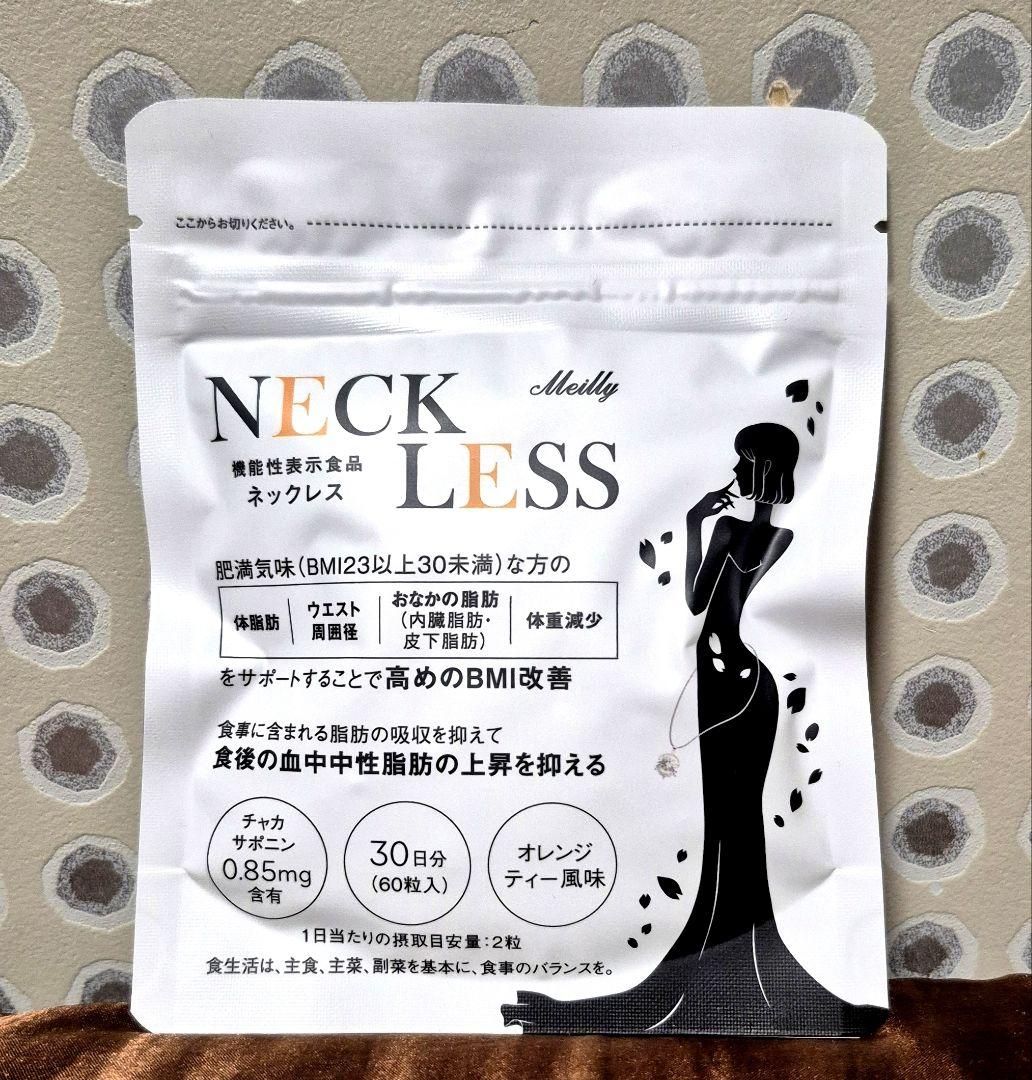 ここからお切りください。
NECK
Meilly
LESS
機能性表示食品
ネックレス
肥満気味(BMI23以上30未満)な方の
体脂肪
ウエスト
周囲径
おなかの脂肪
(内臓脂肪・
皮下脂肪)
体重減少
をサポートすることで高めのBMI改善
食事に含まれる脂肪の吸収を抑えて
食後の血中中性脂肪の上昇を抑える
チャカ
サポニン
0.85mg
含有
30日分
(60粒入)
オレンジ
ティー風味
1日当たりの摂取目安量:2粒
食生活は、主食、主菜、副菜を基本に、食事のバランスを。